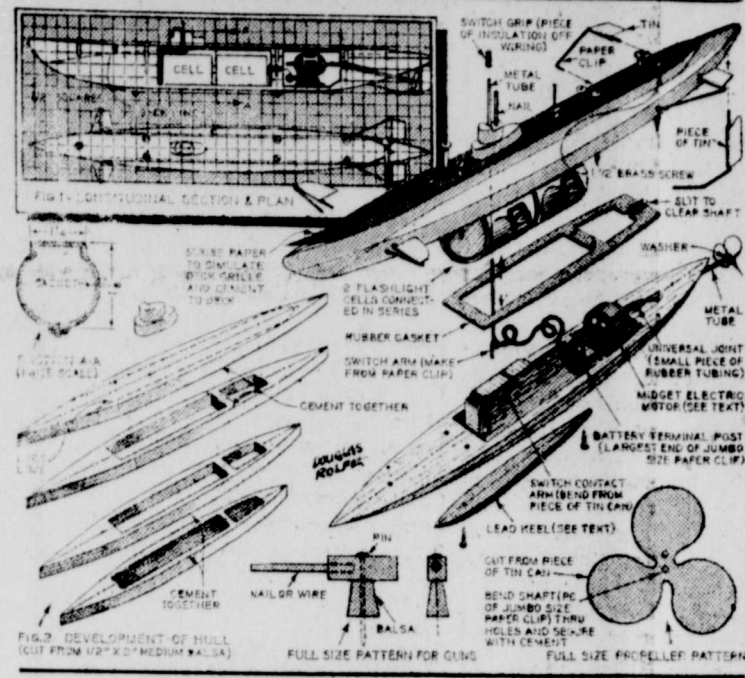 CELL
CELL
1/2" SQUARES
FIG. 1 - LONGITUDINAL SECTION & PLAN
SWITCH GRIP (PIECE
OF INSULATION OFF
WIRING)
METAL
TUBE
NAIL
TIN
PAPER
CLIP
PIECE
OF TIN
1/2" BRASS SCREW
SLIT TO
CLEAR SHAFT
WASHER
METAL
TUBE
SCRIBE PAPER
TO SIMULATE
DECK GRILLE
AND CEMENT
TO DECK
2 FLASHLIGHT
CELLS CONNECT-
ED IN SERIES
RUBBER GASKET
SWITCH ARM (MAKE
FROM PAPER CLIP)
GASKET
SECTION A-A
CEMENT TOGETHER
UNIVERSAL JOINT
(SMALL PIECE OF
RUBBER TUBING)
MIDGET ELECTRIC
MOTOR (SEE TEXT)
BATTERY TERMINAL POST
(LARGEST END OF JUMBO
SIZE PAPER CLIP)
DOUGLAS
ROLFE
SWITCH CONTACT
ARM (BEND FROM
PIECE OF TIN CAN)
LEAD KEEL (SEE TEXT)
CEMENT
TOGETHER
FIG. 2 DEVELOPMENT OF HULL
(CUT FROM 1/2" X 2" MEDIUM BALSA)
PIN
NAIL OR WIRE
BALSA
FULL SIZE PATTERN FOR GUNS
CUT FROM PIECE
OF TIN CAN
BEND SHAFT (PC
OF JUMBO SIZE
PAPER CLIP) THRU
HOLES AND SECURE
WITH CEMENT
FULL SIZE PROPELLER PATTERN